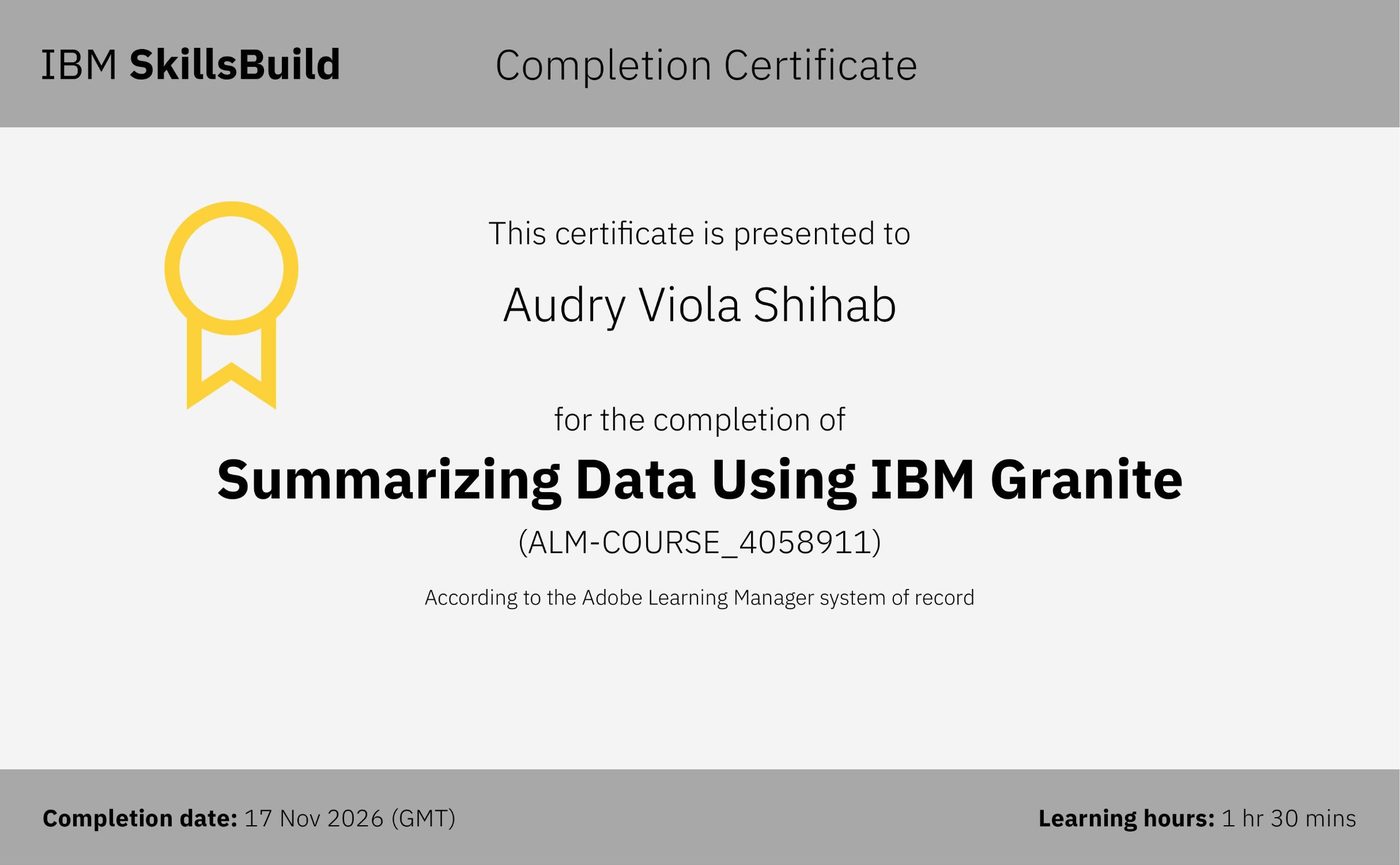 IBM SkillsBuild
Completion Certificate
This certificate is presented to
Audry Viola Shihab
for the completion of
Summarizing Data Using IBM Granite
(ALM-COURSE_4058911)
According to the Adobe Learning Manager system of record
Completion date: 17 Nov 2026 (GMT)
Learning hours: 1 hr 30 mins